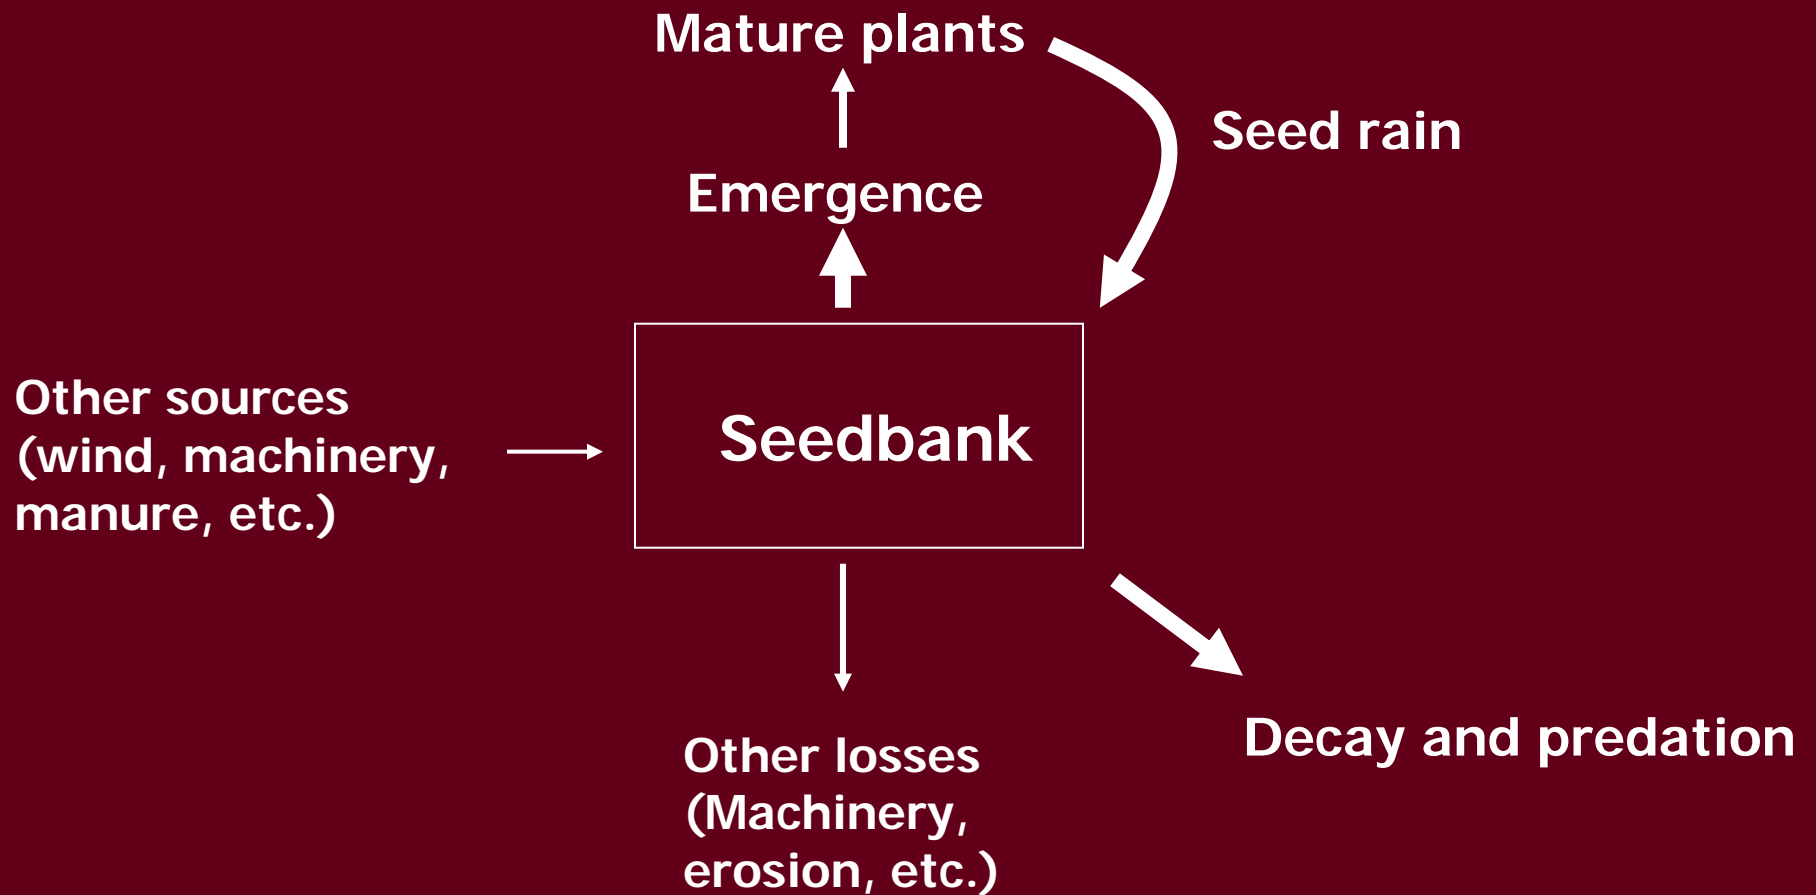 Mature plants
Seed rain
Emergence
Other sources
(wind, machinery,
manure, etc.)
Seedbank
Other losses
(Machinery,
erosion, etc.)
Decay and predation